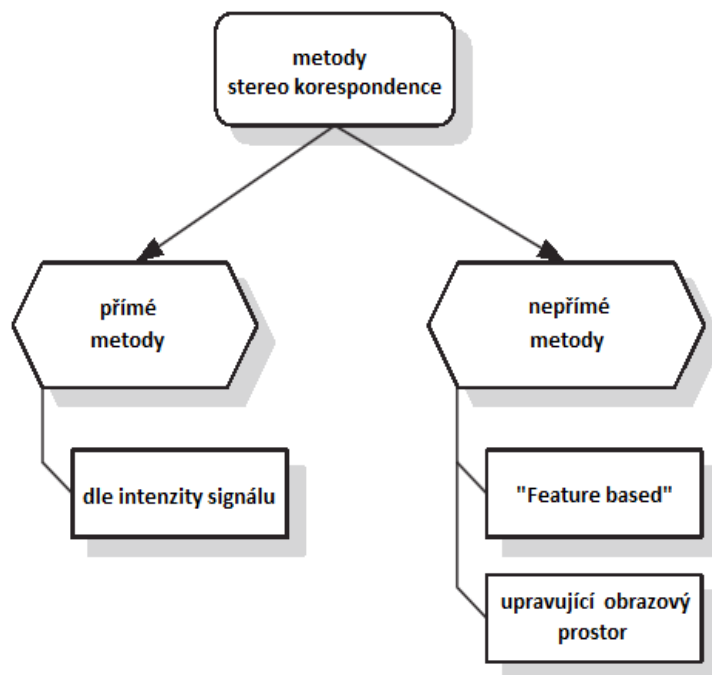 metody
stereo korespondence
přímé
metody
nepřímé
metody
dle intenzity signálu
"Feature based"
upravující obrazový
prostor